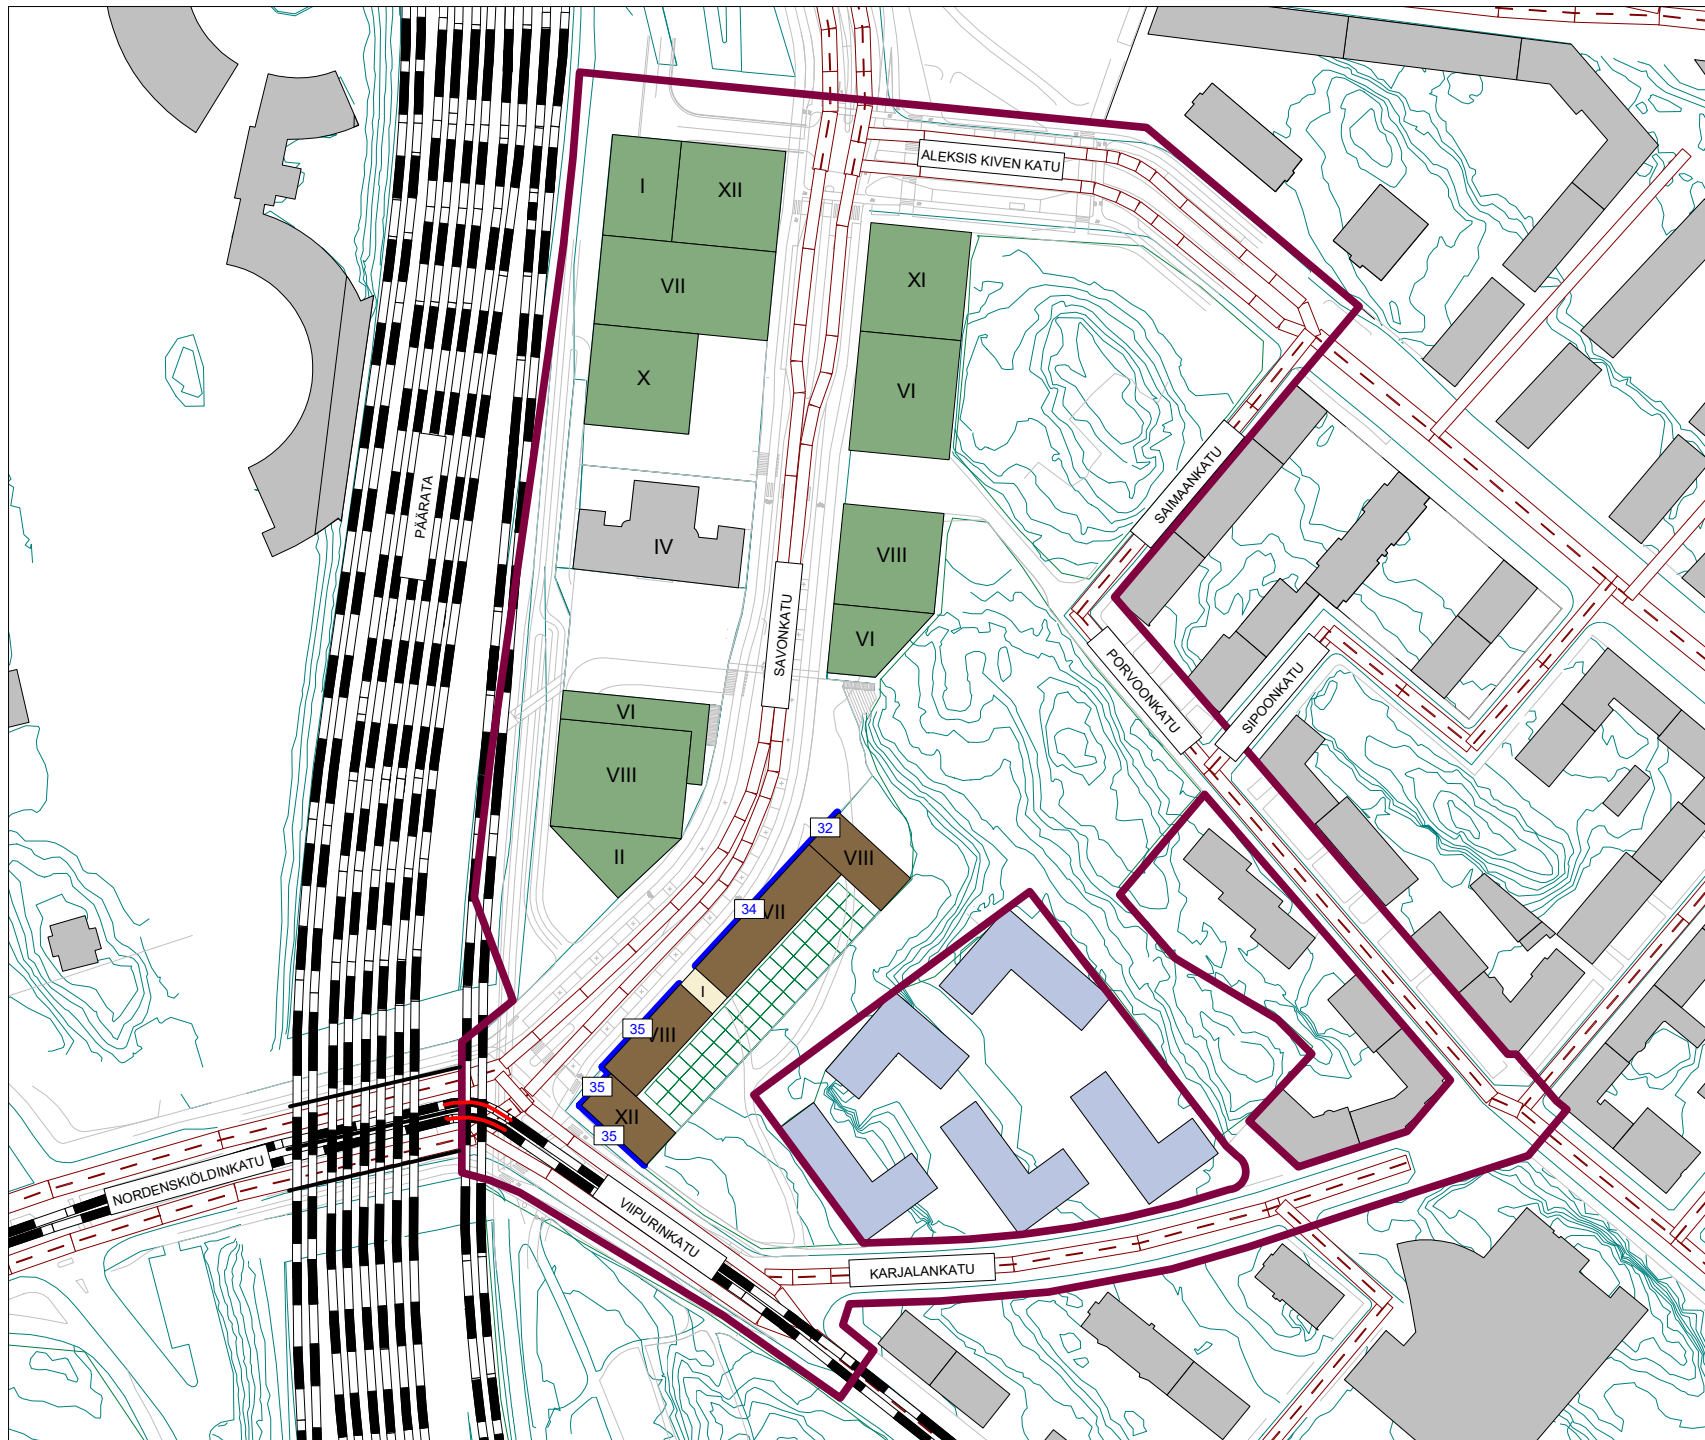 ALEKSIS KIVEN KATU
I
XII
VII
XI
X
VI
PÄÄRATA
SAIMAANKATU
IV
VIII
SAVONKATU
VI
PORVOONKATU
SIPOONKATU
VI
VIII
II
32
VIII
34
VII
I
35
VIII
35
XII
35
NORDENSKIÖLDINKATU
VIIPURINKATU
KARJALANKATU